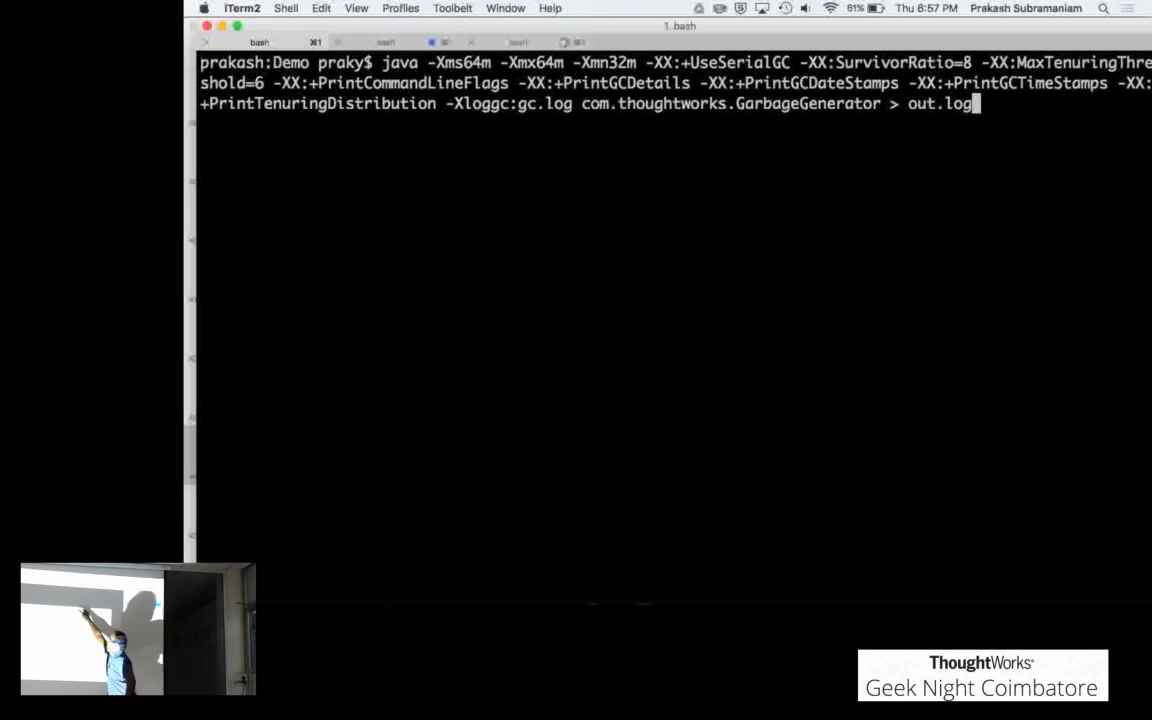 iTerm2 Shell Edit View Profiles Toolbelt Window Help 61% Thu 6:57 PM Prakash Subramaniam
1. bash
bash ⌘1
prakash:Demo praky$ java -Xms64m -Xmx64m -Xmn32m -XX:+UseSerialGC -XX:SurvivorRatio=8 -XX:MaxTenuringThre
shold=6 -XX:+PrintCommandLineFlags -XX:+PrintGCDetails -XX:+PrintGCDateStamps -XX:+PrintGCTimeStamps -XX:
+PrintTenuringDistribution -Xloggc:gc.log com.thoughtworks.GarbageGenerator > out.log
ThoughtWorks®
Geek Night Coimbatore